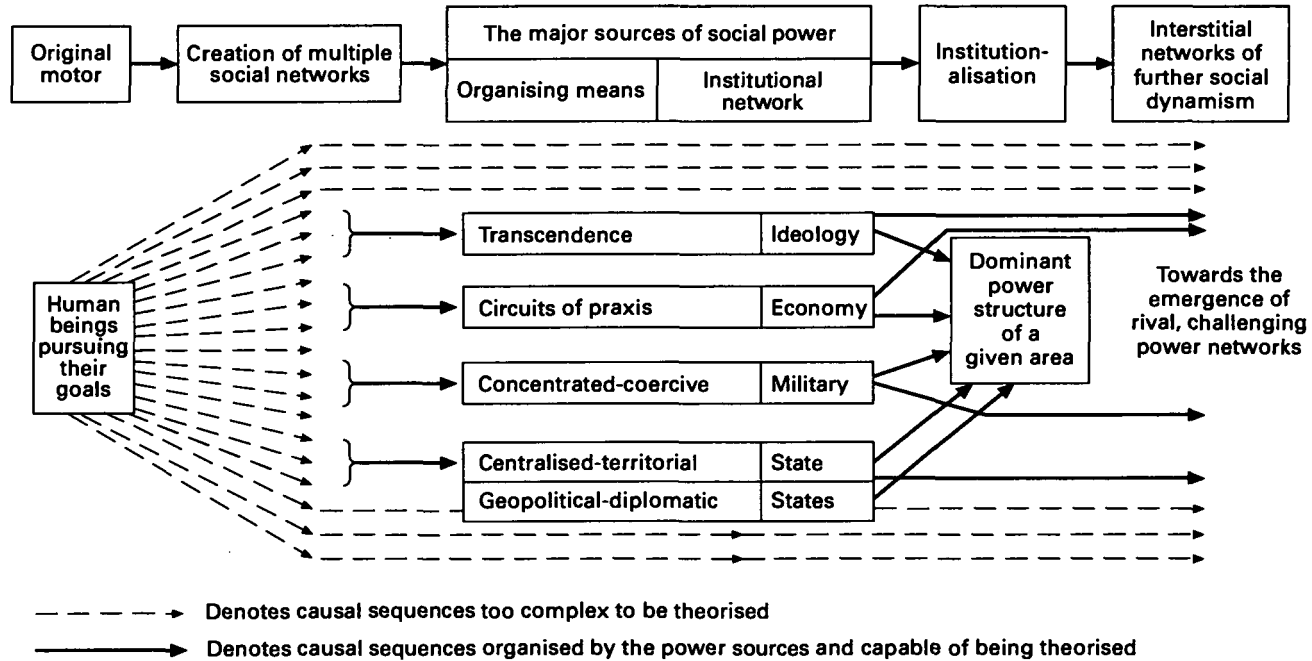 Original
motor
Creation of multiple
social networks
The major sources of social power
Organising means
Institutional
network
Institution-
alisation
Interstitial
networks of
further social
dynamism
Human
beings
pursuing
their
goals
Transcendence
Ideology
Circuits of praxis
Economy
Concentrated-coercive
Military
Centralised-territorial
State
Geopolitical-diplomatic
States
Dominant
power
structure
of a
given area
Towards the
emergence of
rival, challenging
power networks
Denotes causal sequences too complex to be theorised
Denotes causal sequences organised by the power sources and capable of being theorised